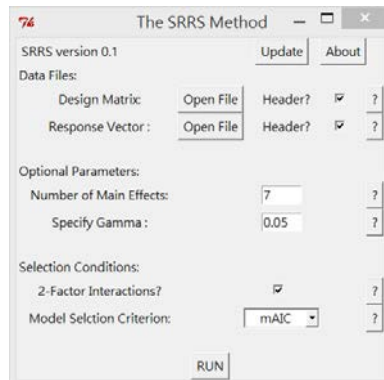 The SRRS Method
SRRS version 0.1 Update About
Data Files:
Design Matrix: Open File Header? ?
Response Vector : Open File Header? ?
Optional Parameters:
Number of Main Effects: 7 ?
Specify Gamma : 0.05 ?
Selection Conditions:
2-Factor Interactions? ?
Model Selction Criterion: mAIC ?
RUN